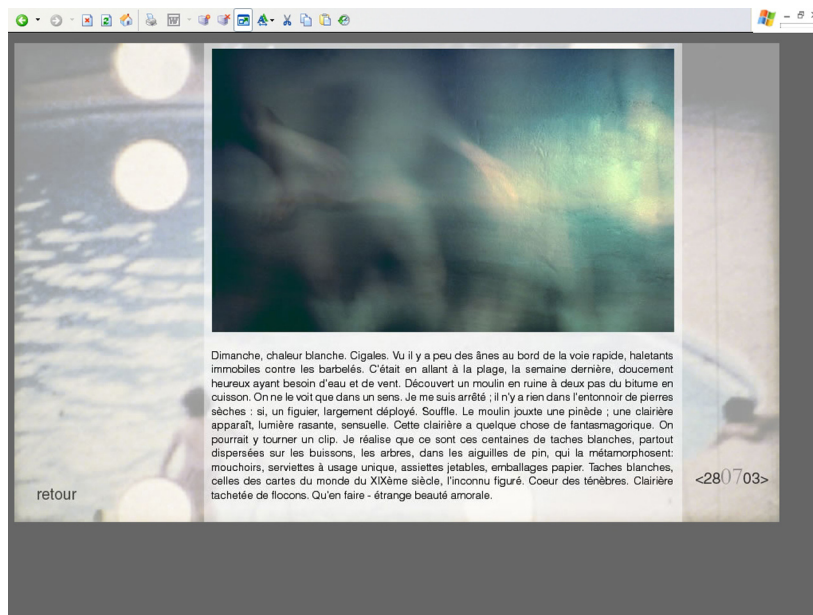 Dimanche, chaleur blanche. Cigales. Vu il y a peu des ânes au bord de la voie rapide, haletants
immobiles contre les barbelés. C'était en allant à la plage, la semaine dernière, doucement
heureux ayant besoin d'eau et de vent. Découvert un moulin en ruine à deux pas du bitume en
cuisson. On ne le voit que dans un sens. Je me suis arrêté ; il n'y a rien dans l'entonnoir de pierres
sèches : si, un figuier, largement déployé. Souffle. Le moulin jouxte une pinède ; une clairière
apparaît, lumière rasante, sensuelle. Cette clairière a quelque chose de fantasmagorique. On
pourrait y tourner un clip. Je réalise que ce sont ces centaines de taches blanches, partout
dispersées sur les buissons, les arbres, dans les aiguilles de pin, qui la métamorphosent:
mouchoirs, serviettes à usage unique, assiettes jetables, emballages papier. Taches blanches,
celles des cartes du monde du XIXème siècle, l'inconnu figuré. Coeur des ténèbres. Clairière
tachetée de flocons. Qu'en faire - étrange beauté amorale.
retour
<280703>